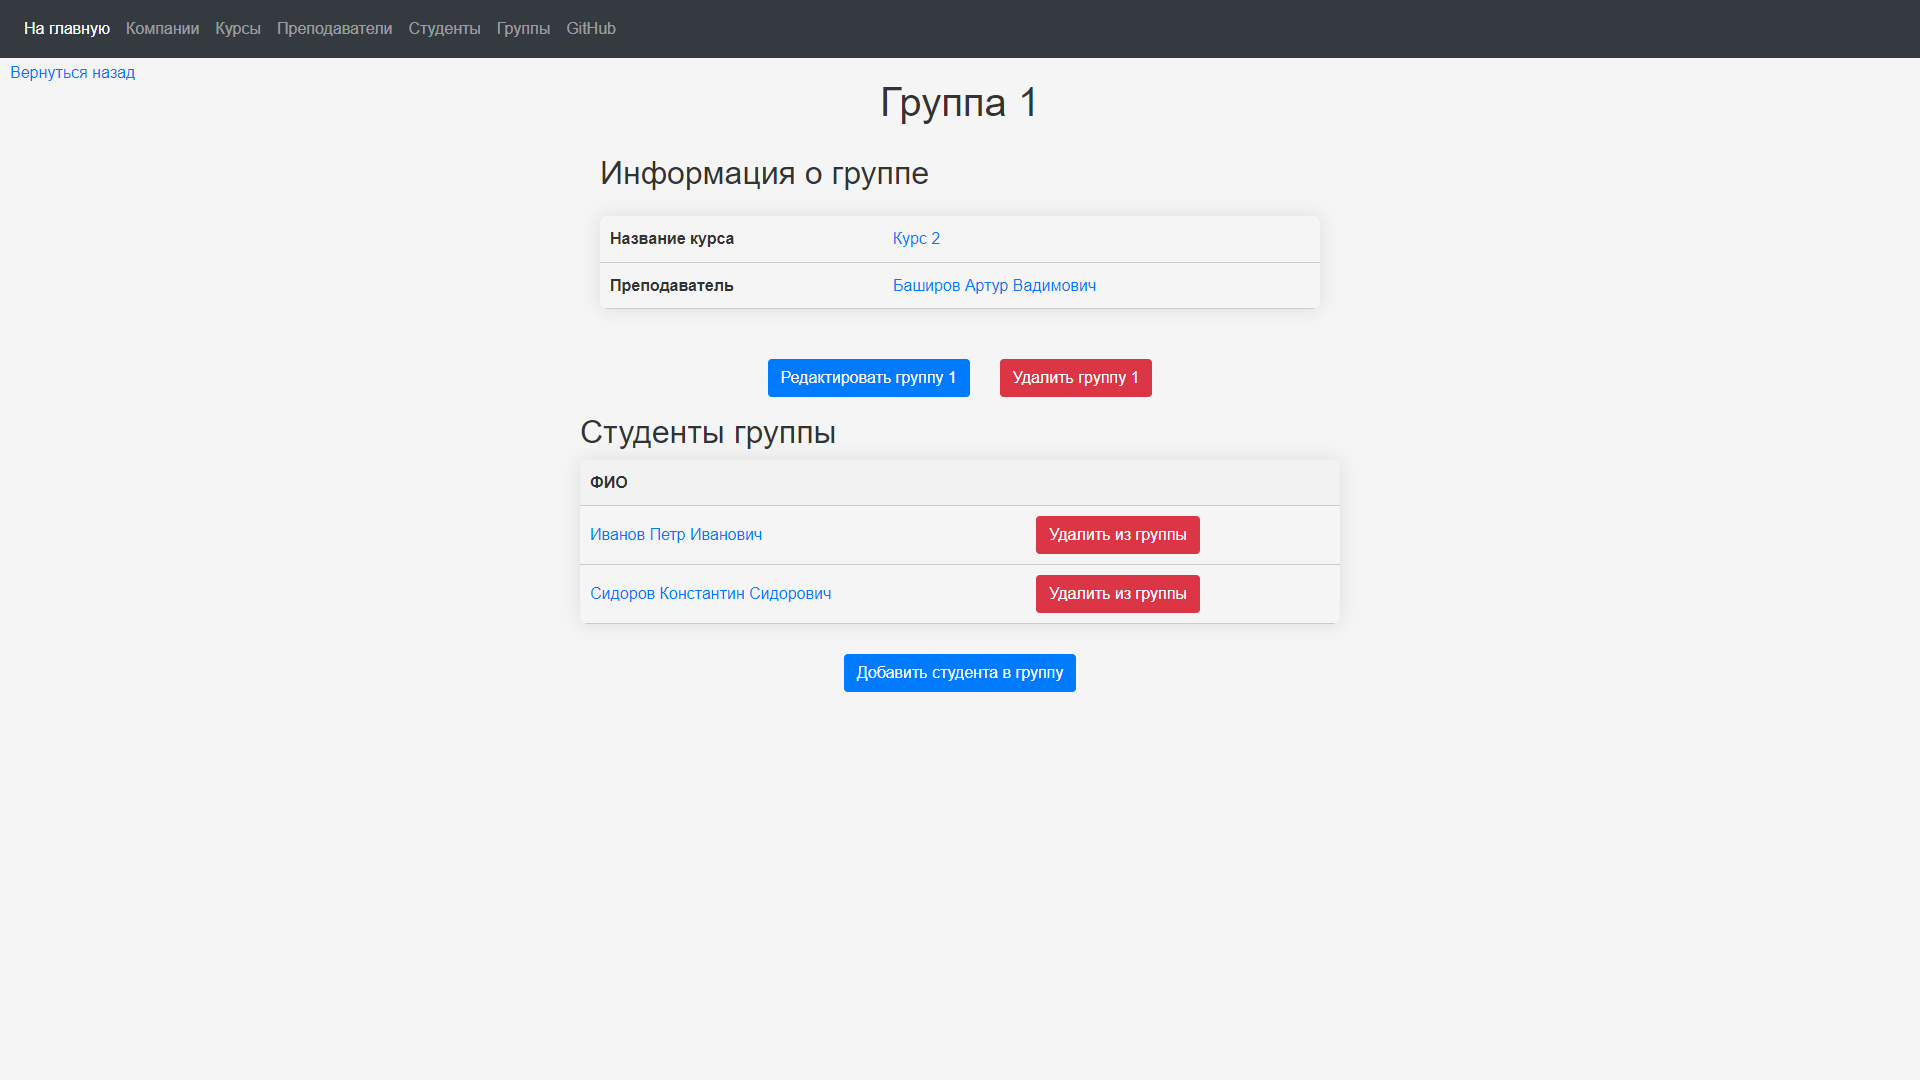 На главную Компании Курсы Преподаватели Студенты Группы GitHub
Вернуться назад
Группа 1
Информация о группе
Название курса Курс 2
Преподаватель Баширов Артур Вадимович
Редактировать группу 1 Удалить группу 1
Студенты группы
ФИО
Иванов Петр Иванович Удалить из группы
Сидоров Константин Сидорович Удалить из группы
Добавить студента в группу